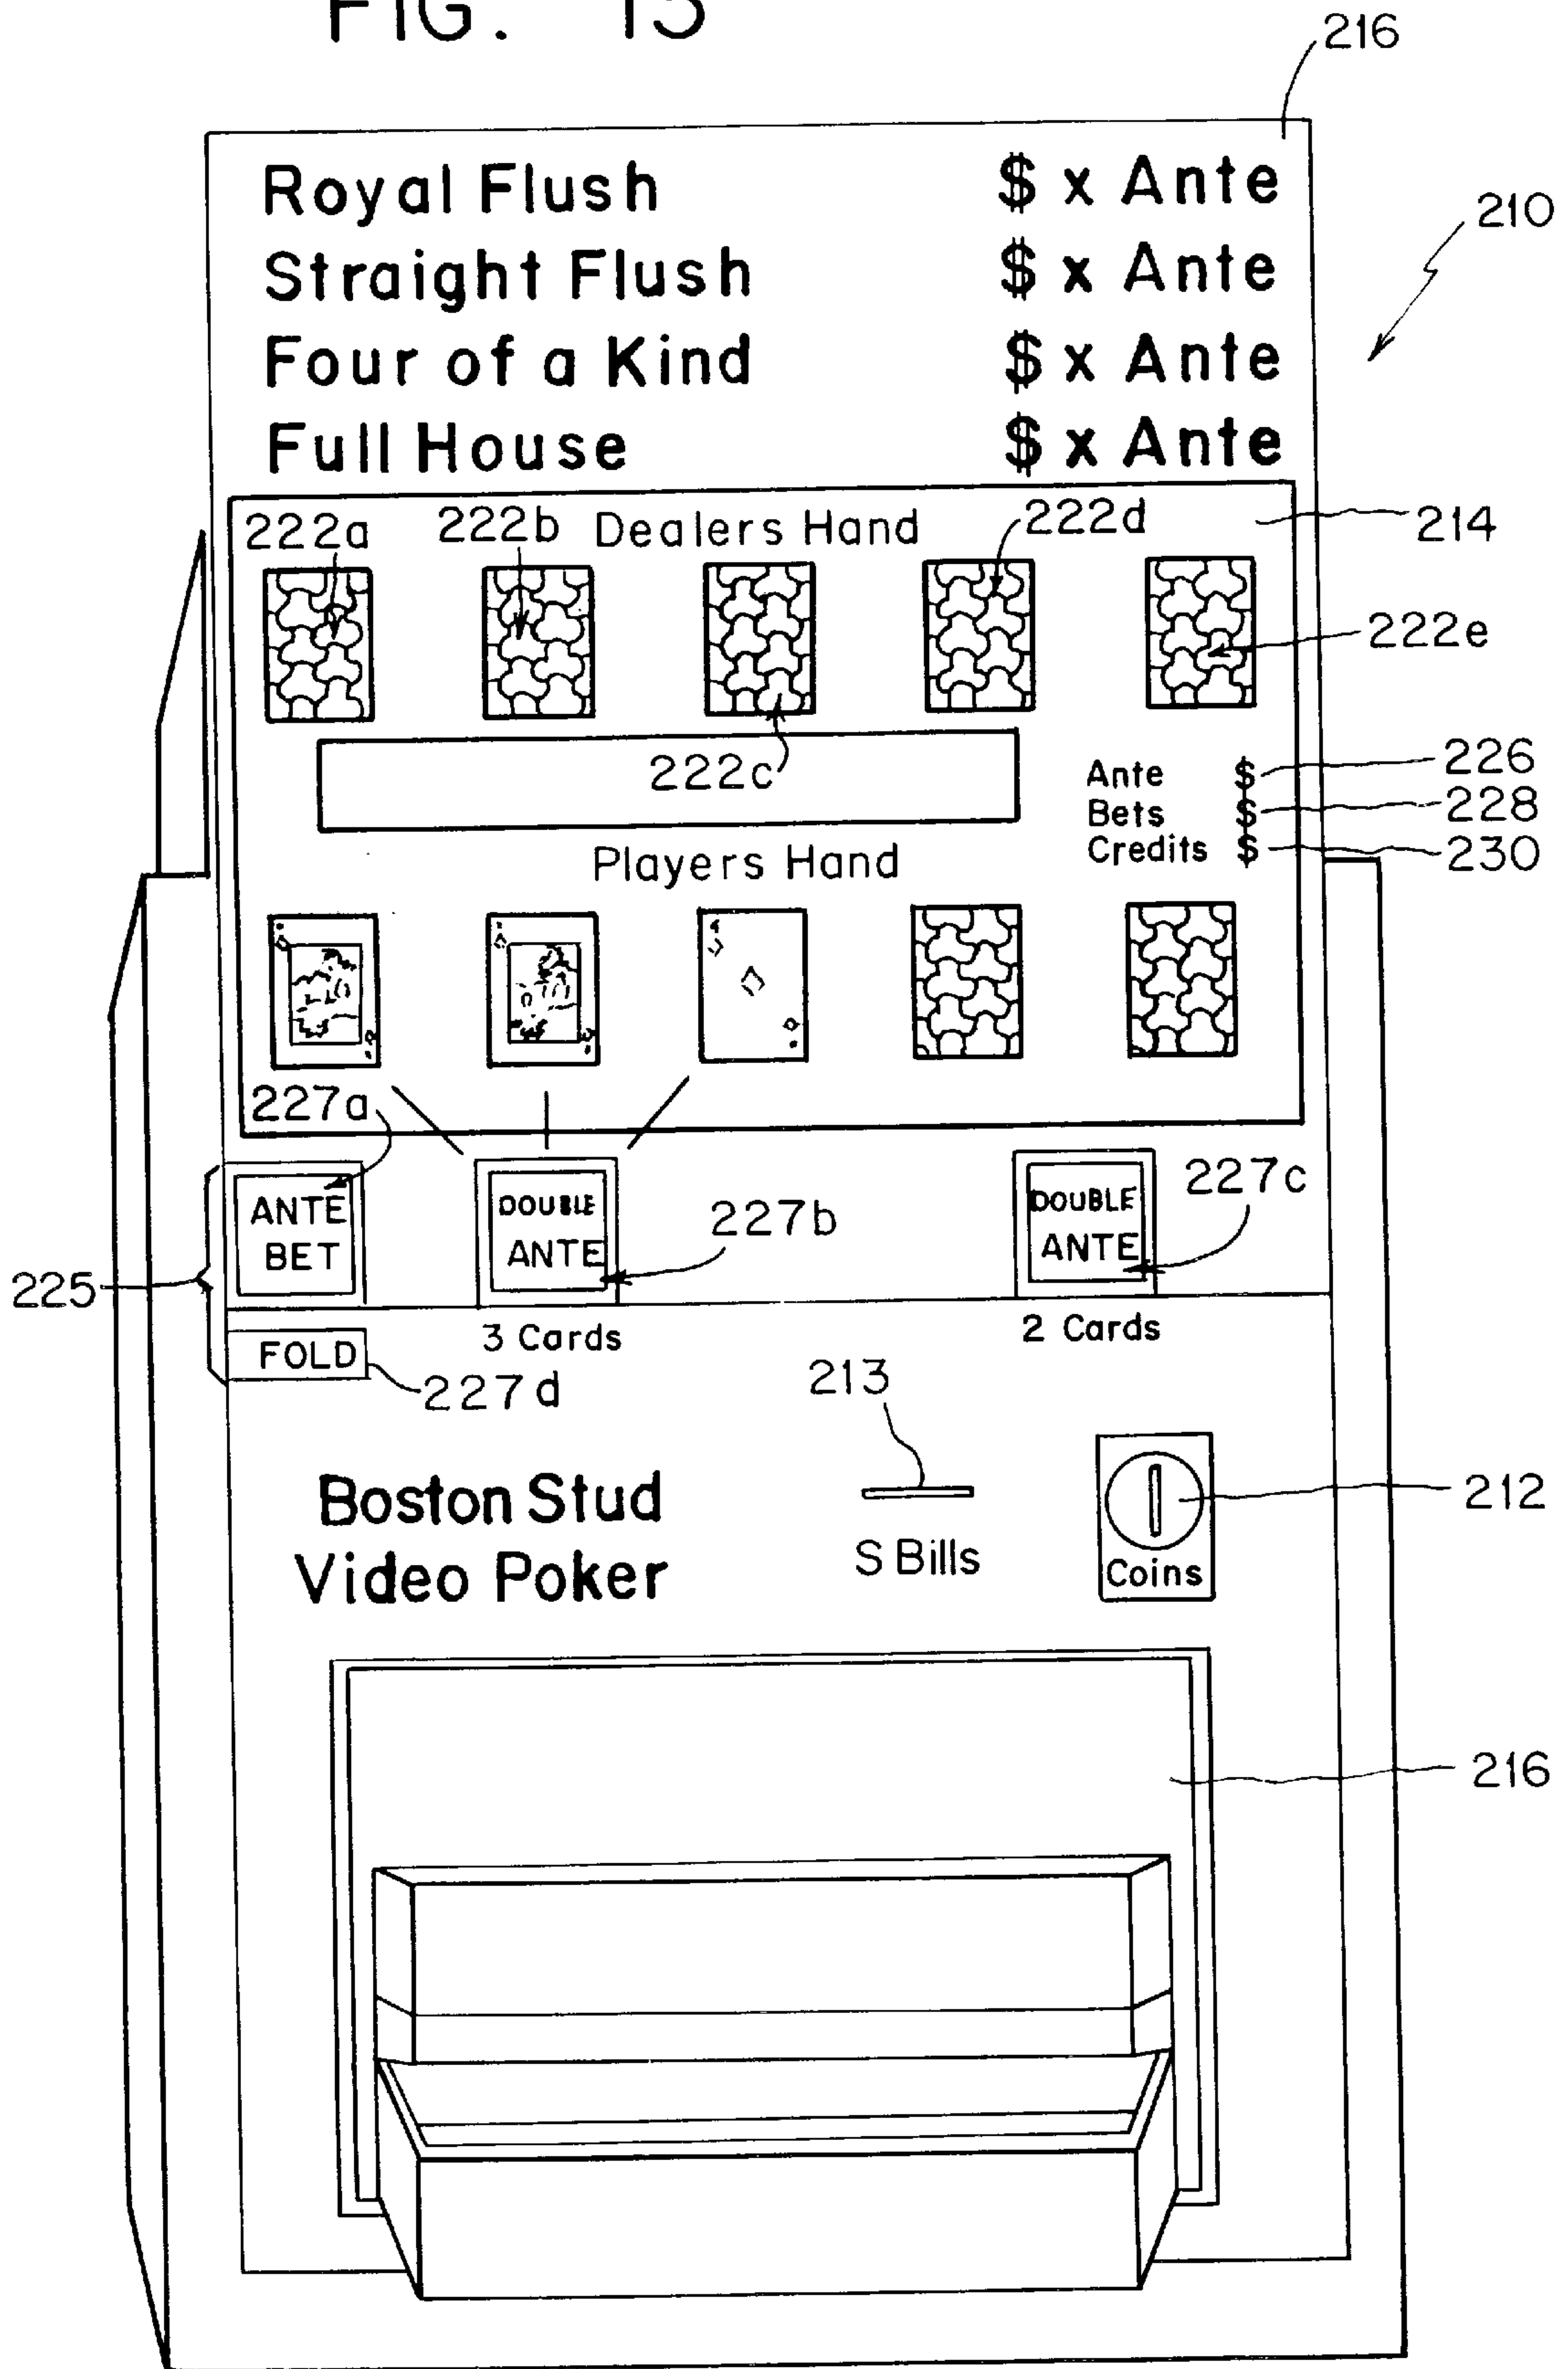 FIG. 15
216
Royal Flush $ x Ante
210
Straight Flush $ x Ante
Four of a Kind $ x Ante
Full House $ x Ante
222a 222b Dealers Hand 222d 214
222e
222c
Ante $ 226
Bets $ 228
Credits $ 230
Players Hand
227a
ANTE BET
DOUBLE ANTE
227b
DOUBLE ANTE
227c
225
3 Cards 2 Cards
FOLD
227d
213
Boston Stud
Video Poker
S Bills
212
Coins
216